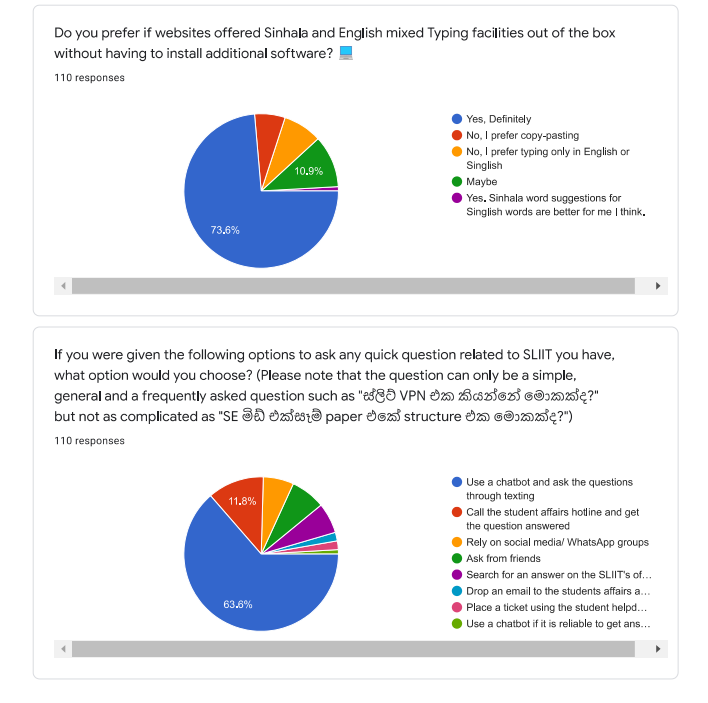 Do you prefer if websites offered Sinhala and English mixed Typing facilities out of the box
without having to install additional software? 💻
110 responses
Yes, Definitely
No, I prefer copy-pasting
No, I prefer typing only in English or
Singlish
Maybe
Yes. Sinhala word suggestions for
Singlish words are better for me I think.
10.9%
73.6%
If you were given the following options to ask any quick question related to SLIIT you have,
what option would you choose? (Please note that the question can only be a simple,
general and a frequently asked question such as "ස්ලිට් VPN එක කියන්නේ මොකක්ද?"
but not as complicated as "SE මිඩ් එක්සෑම් paper එකේ structure එක මොකක්ද?")
110 responses
Use a chatbot and ask the questions
through texting
Call the student affairs hotline and get
the question answered
Rely on social media/ WhatsApp groups
Ask from friends
Search for an answer on the SLIIT's of...
Drop an email to the students affairs a...
Place a ticket using the student helpd...
Use a chatbot if it is reliable to get ans...
11.8%
63.6%